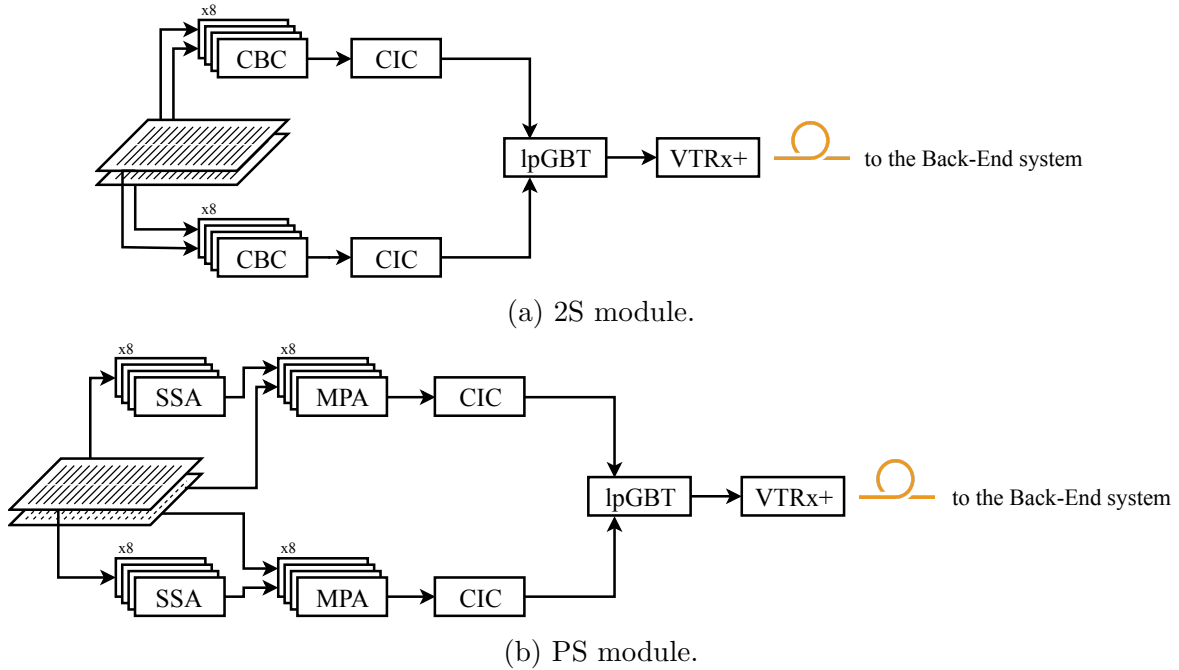 x8
CBC CIC
lpGBT VTRx+ to the Back-End system
x8
CBC CIC
(a) 2S module.
x8 x8
SSA MPA CIC
lpGBT VTRx+ to the Back-End system
x8 x8
SSA MPA CIC
(b) PS module.